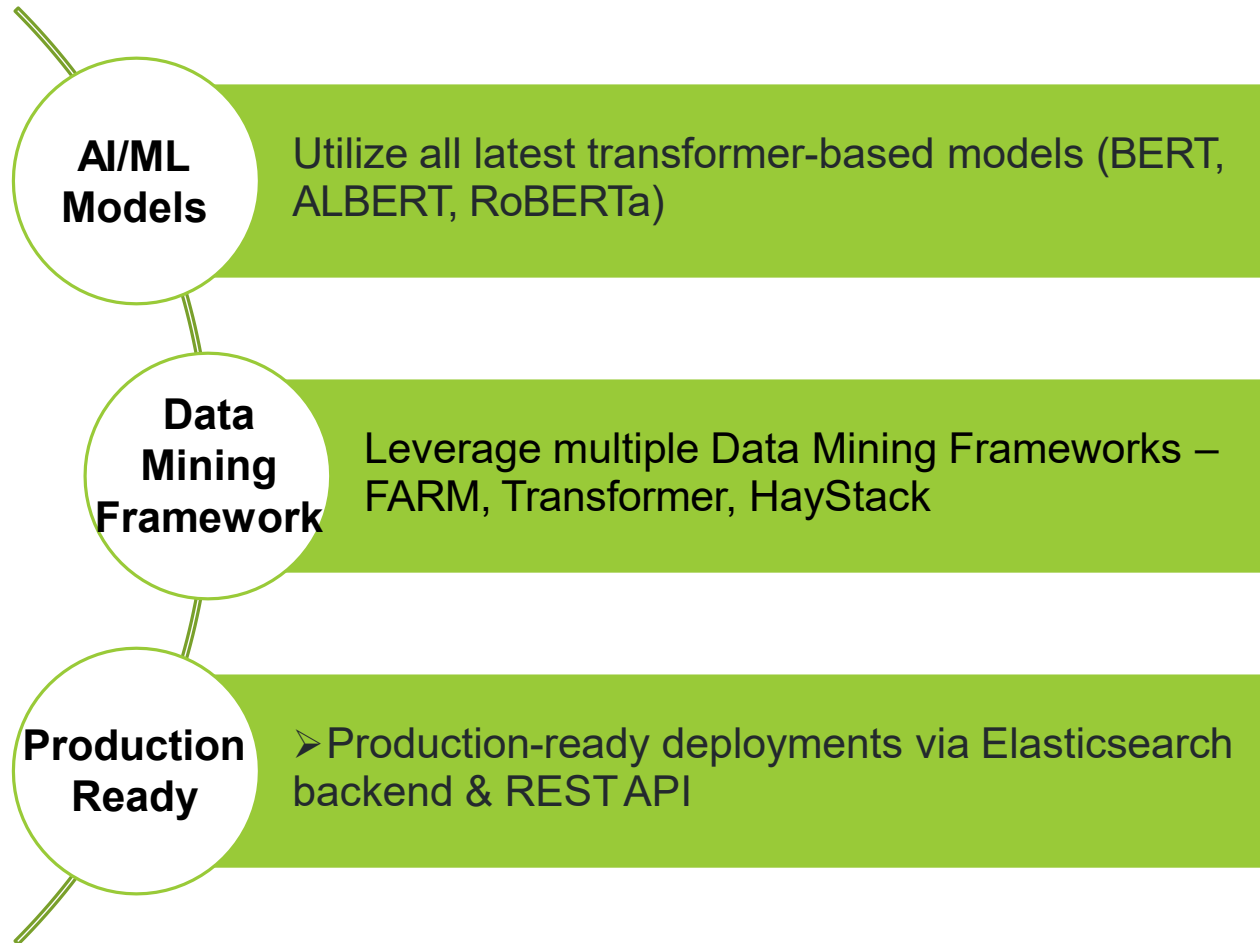 AI/ML
Models
Utilize all latest transformer-based models (BERT,
ALBERT, RoBERTa)
Data
Mining
Framework
Leverage multiple Data Mining Frameworks –
FARM, Transformer, HayStack
Production
Ready
➢Production-ready deployments via Elasticsearch
backend & REST API